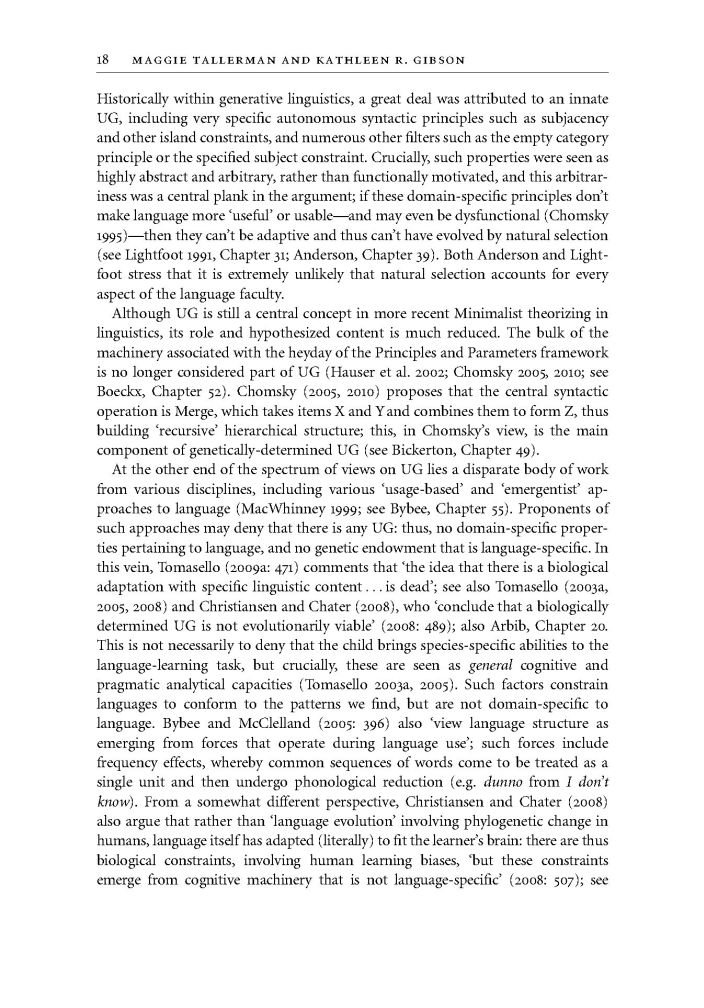 18 MAGGIE TALLERMAN AND KATHLEEN R. GIBSON
Historically within generative linguistics, a great deal was attributed to an innate
UG, including very specific autonomous syntactic principles such as subjacency
and other island constraints, and numerous other filters such as the empty category
principle or the specified subject constraint. Crucially, such properties were seen as
highly abstract and arbitrary, rather than functionally motivated, and this arbitrar-
iness was a central plank in the argument; if these domain-specific principles don’t
make language more ‘useful’ or usable—and may even be dysfunctional (Chomsky
1995)—then they can’t be adaptive and thus can’t have evolved by natural selection
(see Lightfoot 1991, Chapter 31; Anderson, Chapter 39). Both Anderson and Light-
foot stress that it is extremely unlikely that natural selection accounts for every
aspect of the language faculty.
Although UG is still a central concept in more recent Minimalist theorizing in
linguistics, its role and hypothesized content is much reduced. The bulk of the
machinery associated with the heyday of the Principles and Parameters framework
is no longer considered part of UG (Hauser et al. 2002; Chomsky 2005, 2010; see
Boeckx, Chapter 52). Chomsky (2005, 2010) proposes that the central syntactic
operation is Merge, which takes items X and Y and combines them to form Z, thus
building ‘recursive’ hierarchical structure; this, in Chomsky’s view, is the main
component of genetically-determined UG (see Bickerton, Chapter 49).
At the other end of the spectrum of views on UG lies a disparate body of work
from various disciplines, including various ‘usage-based’ and ‘emergentist’ ap-
proaches to language (MacWhinney 1999; see Bybee, Chapter 55). Proponents of
such approaches may deny that there is any UG: thus, no domain-specific proper-
ties pertaining to language, and no genetic endowment that is language-specific. In
this vein, Tomasello (2009a: 471) comments that ‘the idea that there is a biological
adaptation with specific linguistic content . . . is dead’; see also Tomasello (2003a,
2005, 2008) and Christiansen and Chater (2008), who ‘conclude that a biologically
determined UG is not evolutionarily viable’ (2008: 489); also Arbib, Chapter 20.
This is not necessarily to deny that the child brings species-specific abilities to the
language-learning task, but crucially, these are seen as general cognitive and
pragmatic analytical capacities (Tomasello 2003a, 2005). Such factors constrain
languages to conform to the patterns we find, but are not domain-specific to
language. Bybee and McClelland (2005: 396) also ‘view language structure as
emerging from forces that operate during language use’; such forces include
frequency effects, whereby common sequences of words come to be treated as a
single unit and then undergo phonological reduction (e.g. dunno from I don’t
know). From a somewhat different perspective, Christiansen and Chater (2008)
also argue that rather than ‘language evolution’ involving phylogenetic change in
humans, language itself has adapted (literally) to fit the learner’s brain: there are thus
biological constraints, involving human learning biases, ‘but these constraints
emerge from cognitive machinery that is not language-specific’ (2008: 507); see